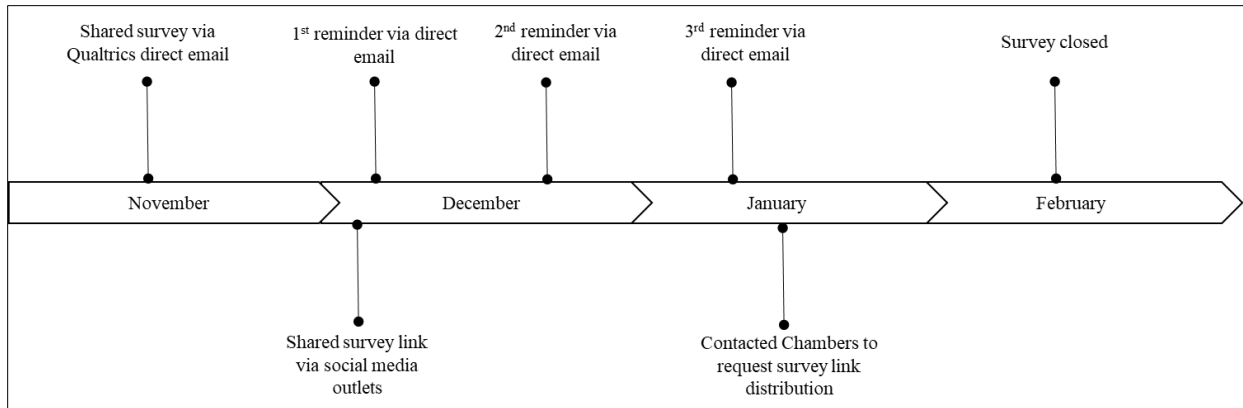 Shared survey via
Qualtrics direct email
1st reminder via direct
email
2nd reminder via
direct email
3rd reminder via
direct email
Survey closed
November
December
January
February
Shared survey link
via social media
outlets
Contacted Chambers to
request survey link
distribution